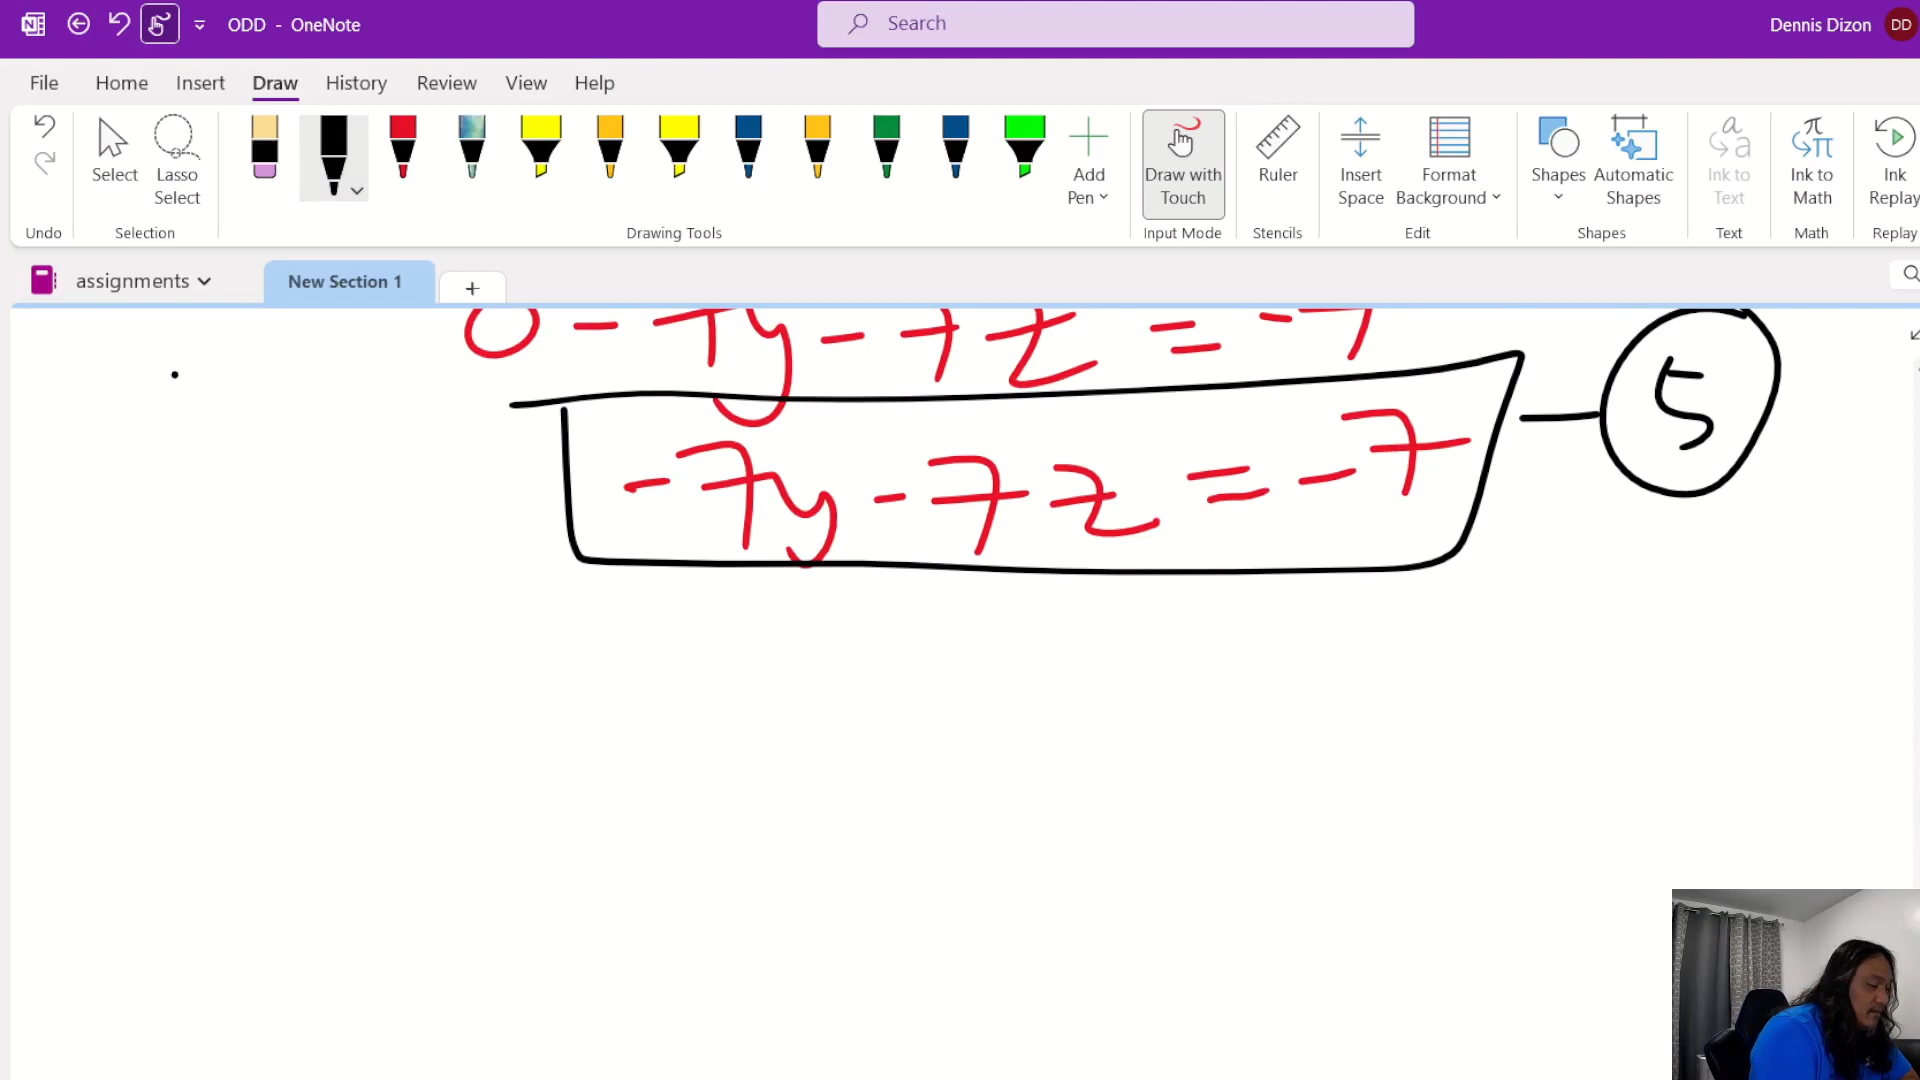 ODD - OneNote
Search
Dennis Dizon DD
File Home Insert Draw History Review View Help
Select
Lasso Select
Add Pen
Draw with Touch
Ruler
Insert Space
Format Background
Shapes
Automatic Shapes
Ink to Text
Ink to Math
Ink Replay
Undo Selection Drawing Tools Input Mode Stencils Edit Shapes Text Math Replay
assignments New Section 1 +
0 - 7y - 7z = -7
-7y - 7z = -7 — 5